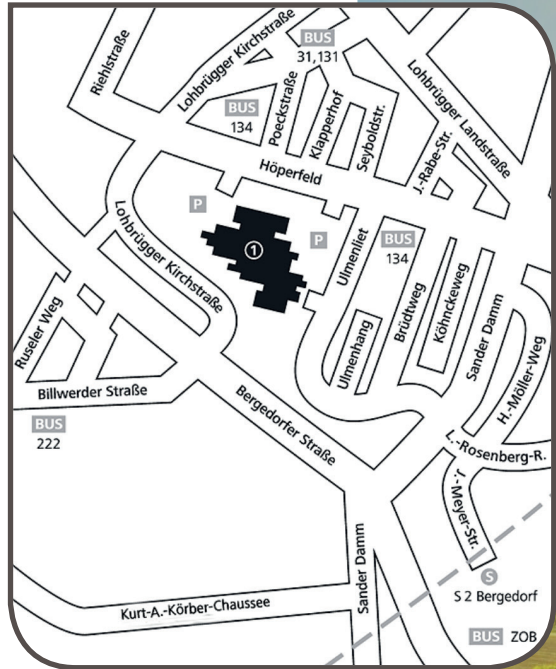 Riehlstraße
Lohbrügger Kirchstraße
BUS
31,131
BUS
134
Poeckstraße
Klapperhof
Seyboldstr.
Lohbrügger Landstraße
J.-Rabe-Str.
Höperfeld
P
P
1
Lohbrügger Kirchstraße
Ulmenliet
BUS
134
Brüdtweg
Köhnckeweg
Sander Damm
H.-Möller-Weg
Ulmenhang
Ruseler Weg
Billwerder Straße
BUS
222
Bergedorfer Straße
L.-Rosenberg-R.
J.-Meyer-Str.
Sander Damm
S
S 2 Bergedorf
Kurt-A.-Körber-Chaussee
BUS ZOB